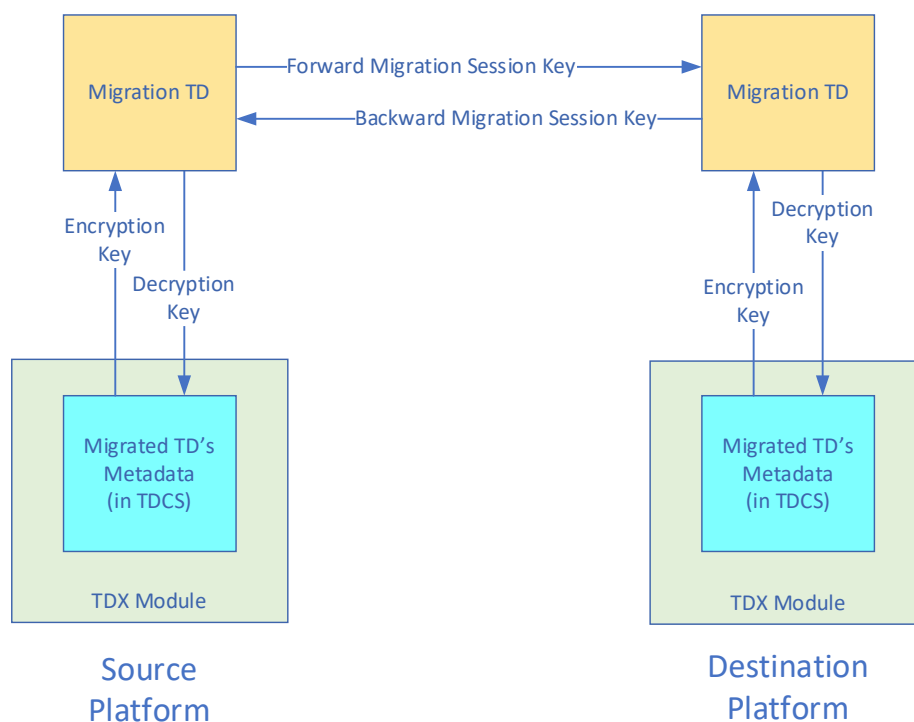 Migration TD
Forward Migration Session Key
Migration TD
Backward Migration Session Key
Encryption
Key
Decryption
Key
Decryption
Key
Encryption
Key
Migrated TD’s
Metadata
(in TDCS)
TDX Module
Migrated TD’s
Metadata
(in TDCS)
TDX Module
Source
Platform
Destination
Platform